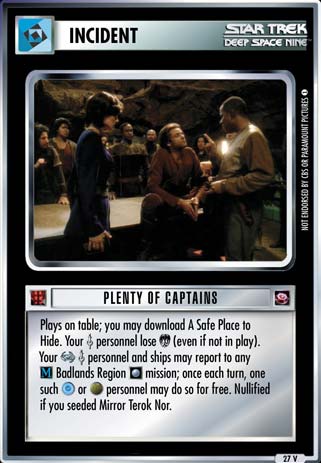 INCIDENT
STAR TREK
DEEP SPACE NINE
NOT ENDORSED BY CBS OR PARAMOUNT PICTURES
PLENTY OF CAPTAINS
Plays on table; you may download A Safe Place to
Hide. Your personnel lose (even if not in play).
Your personnel and ships may report to any
M Badlands Region mission; once each turn, one
such or personnel may do so for free. Nullified
if you seeded Mirror Terok Nor.
27 V